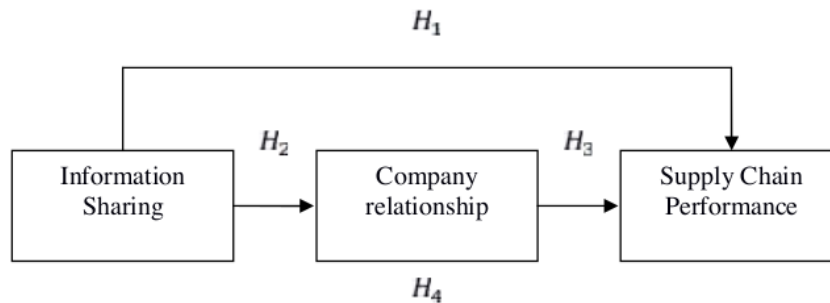 H₁
H₂
H₃
Information
Sharing
Company
relationship
Supply Chain
Performance
H₄